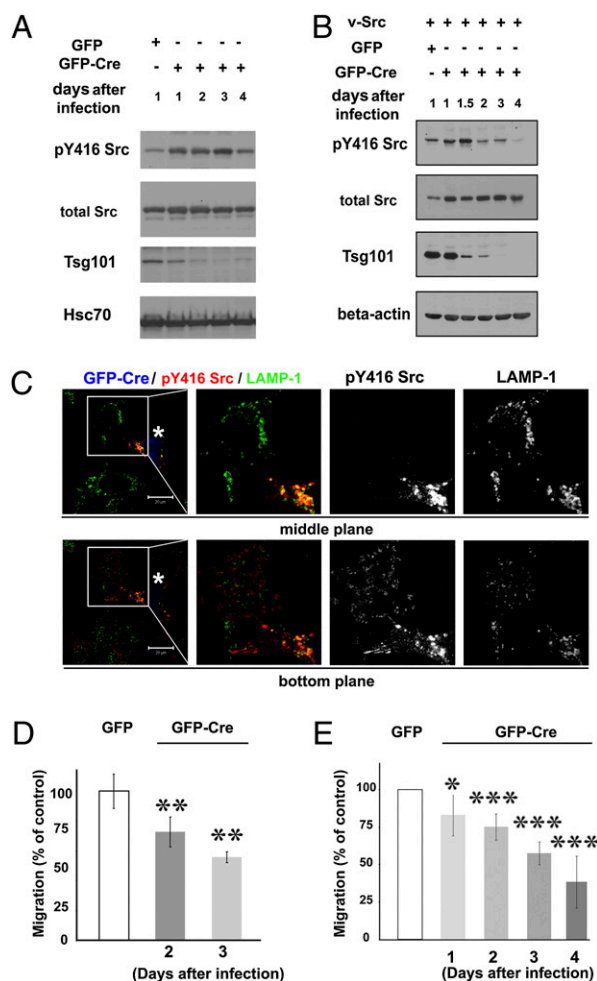 A
GFP + - - - -
GFP-Cre - + + + +
days after infection 1 1 2 3 4
pY416 Src
total Src
Tsg101
Hsc70
B
v-Src + + + + + +
GFP + - - - - -
GFP-Cre - + + + + +
days after infection 1 1 1.5 2 3 4
pY416 Src
total Src
Tsg101
beta-actin
C
GFP-Cre / pY416 Src / LAMP-1 pY416 Src LAMP-1
*
20 µm
middle plane
*
20 µm
bottom plane
D
GFP GFP-Cre
Migration (% of control)
100
75
50
25
0
** **
2 3
(Days after infection)
E
GFP GFP-Cre
Migration (% of control)
100
75
50
25
0
* *** *** ***
1 2 3 4
(Days after infection)